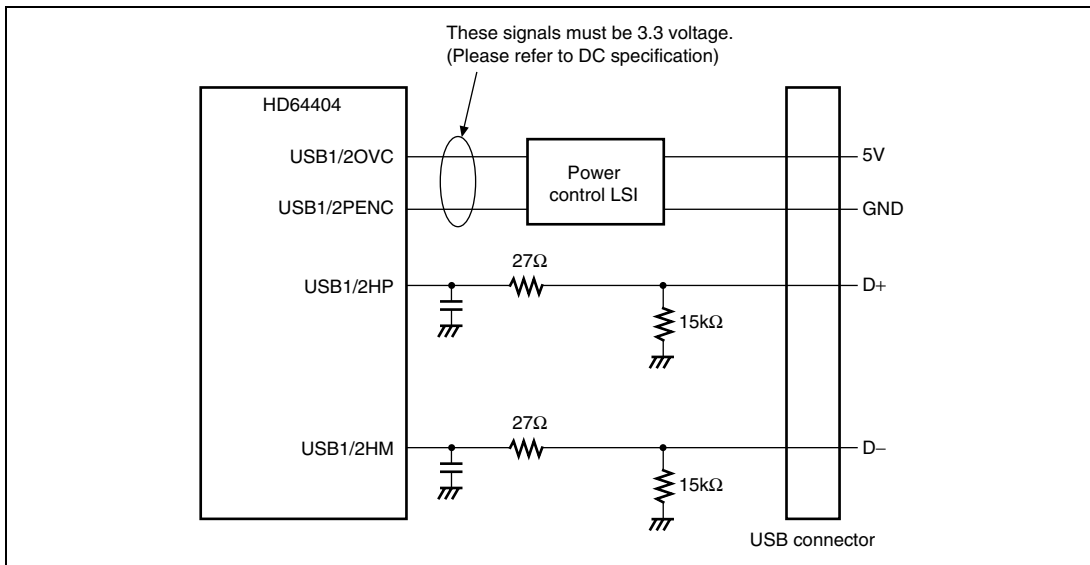 These signals must be 3.3 voltage.
(Please refer to DC specification)
HD64404
USB1/2OVC
Power
control LSI
5V
USB1/2PENC
GND
27Ω
USB1/2HP
D+
15kΩ
27Ω
USB1/2HM
D–
15kΩ
USB connector